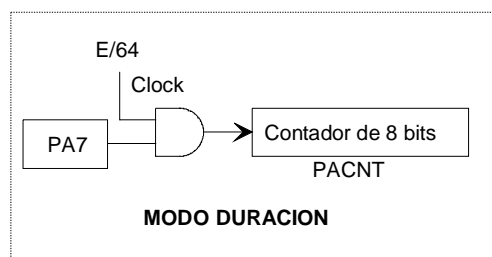 E/64
Clock
PA7
Contador de 8 bits
PACNT
MODO DURACION